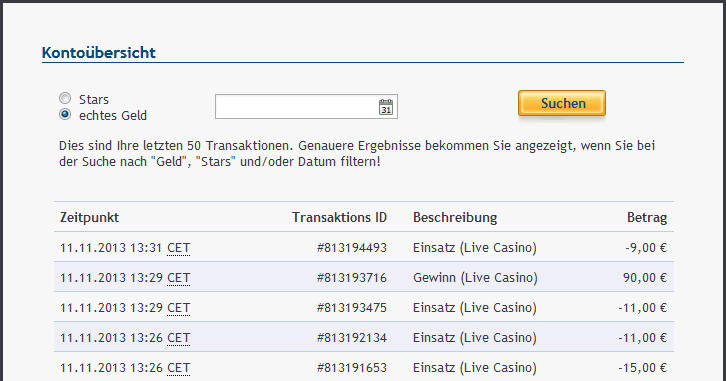 Kontoübersicht
Stars
echtes Geld
31
Suchen
Dies sind Ihre letzten 50 Transaktionen. Genauere Ergebnisse bekommen Sie angezeigt, wenn Sie bei
der Suche nach "Geld", "Stars" und/oder Datum filtern!
Zeitpunkt Transaktions ID Beschreibung Betrag
11.11.2013 13:31 CET #813194493 Einsatz (Live Casino) -9,00 €
11.11.2013 13:29 CET #813193716 Gewinn (Live Casino) 90,00 €
11.11.2013 13:29 CET #813193475 Einsatz (Live Casino) -11,00 €
11.11.2013 13:26 CET #813192134 Einsatz (Live Casino) -11,00 €
11.11.2013 13:26 CET #813191653 Einsatz (Live Casino) -15,00 €